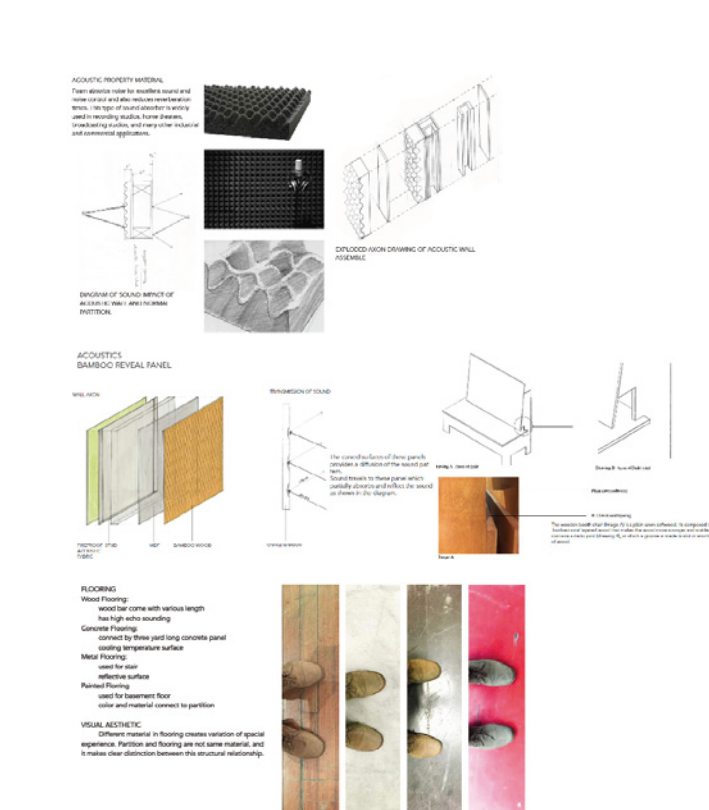 ACOUSTIC PROPERTY MATERIAL
Foam absorbs noise for excellent sound and
noise control and also reduces reverberation
times. This type of sound absorber is widely
used in recording studios, home theaters,
broadcasting studios, and many other industrial
and commercial applications.
EXPLODED AXON DRAWING OF ACOUSTIC WALL
ASSEMBLE
DIAGRAM OF SOUND IMPACT OF
ACOUSTIC WALL AND NORMAL
PARTITION.
ACOUSTICS
BAMBOO REVEAL PANEL
WALL AXON
TRANSMISSION OF SOUND
The curved surfaces of these panels
provides a diffusion of the sound pat
tern.
Sound travels to these panel which
partially absorbs and reflect the sound
as shown in the diagram.
FIREPROOF STUD MDF BAMBOO WOOD
ACOUSTIC
FABRIC
FLOORING
Wood Flooring:
wood bar come with various length
has high echo sounding
Concrete Flooring:
connect by three yard long concrete panel
cooling temperature surface
Metal Flooring:
used for stair
reflective surface
Painted Flooring
used for basement floor
color and material connect to partition
VISUAL AESTHETIC
Different material in flooring creates variation of spacial
experience. Partition and flooring are not same material, and
it makes clear distinction between this structural relationship.